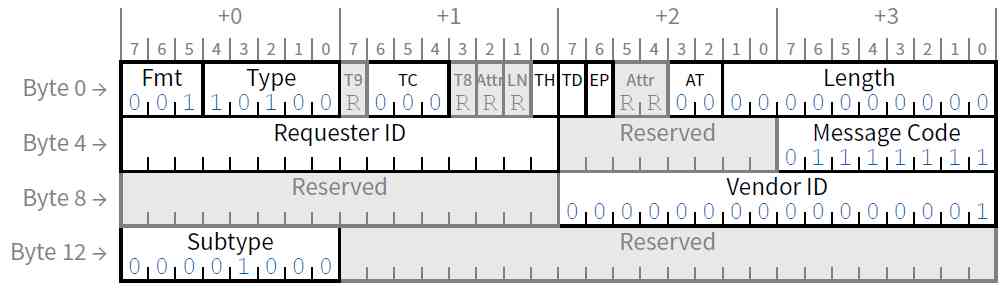 +0 +1 +2 +3
7 6 5 4 3 2 1 0 7 6 5 4 3 2 1 0 7 6 5 4 3 2 1 0 7 6 5 4 3 2 1 0
Byte 0 → Fmt Type T9 TC T8 Attr LN TH TD EP Attr AT Length
0 0 1 1 0 1 0 0 R 0 0 0 R R R R R 0 0 0 0 0 0 0 0 0 0 0 0
Byte 4 → Requester ID Reserved Message Code
0 1 1 1 1 1 1 1
Byte 8 → Reserved Vendor ID
0 0 0 0 0 0 0 0 0 0 0 0 0 0 0 1
Byte 12 → Subtype Reserved
0 0 0 0 1 0 0 0